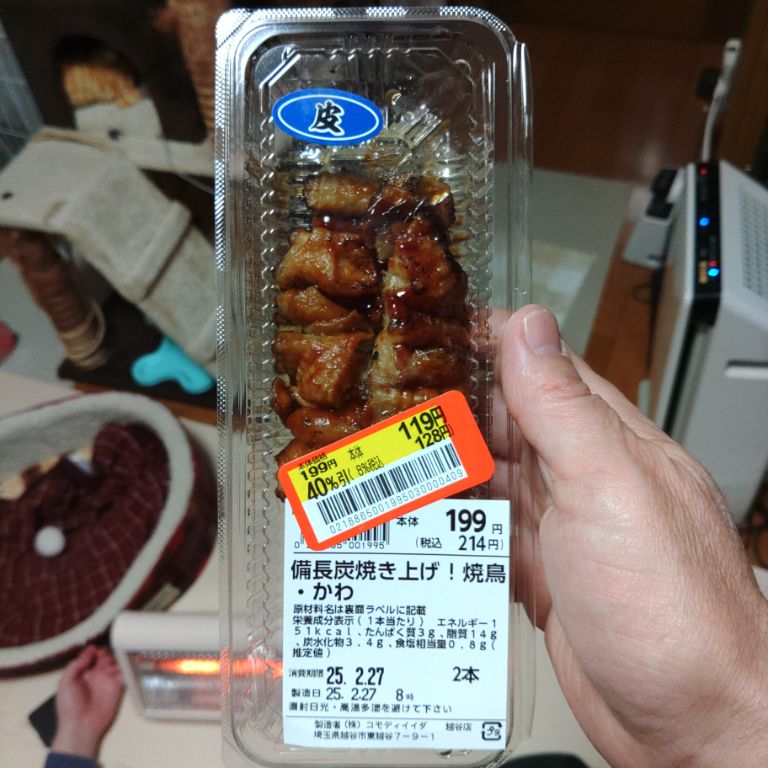 皮
本体価格
199円
本体
119円
40%引
8%税込
128円
0216885001995030000409
本体 199円
(税込 214円)
備長炭焼き上げ!焼鳥
・かわ
原材料名は裏面ラベルに記載
栄養成分表示(1本当たり) エネルギー1
51kcal、たんぱく質3g、脂質14g
、炭水化物3.4g、食塩相当量0.8g(
推定値)
消費期限 25. 2.27 2本
製造日 25. 2.27 8時
直射日光・高温多湿を避けて下さい
製造者(株)コモディイイダ 越谷店
埼玉県越谷市東越谷7-9-1
プラ